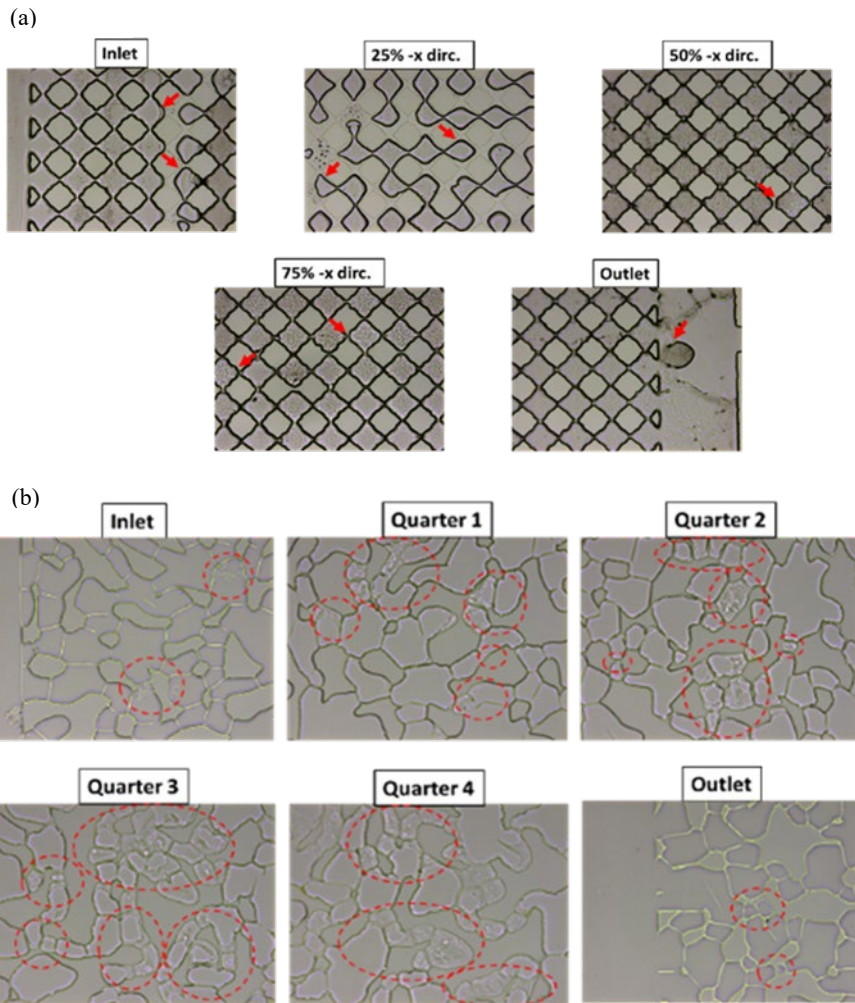 (a)
Inlet
25% -x dirc.
50% -x dirc.
75% -x dirc.
Outlet
(b)
Inlet
Quarter 1
Quarter 2
Quarter 3
Quarter 4
Outlet